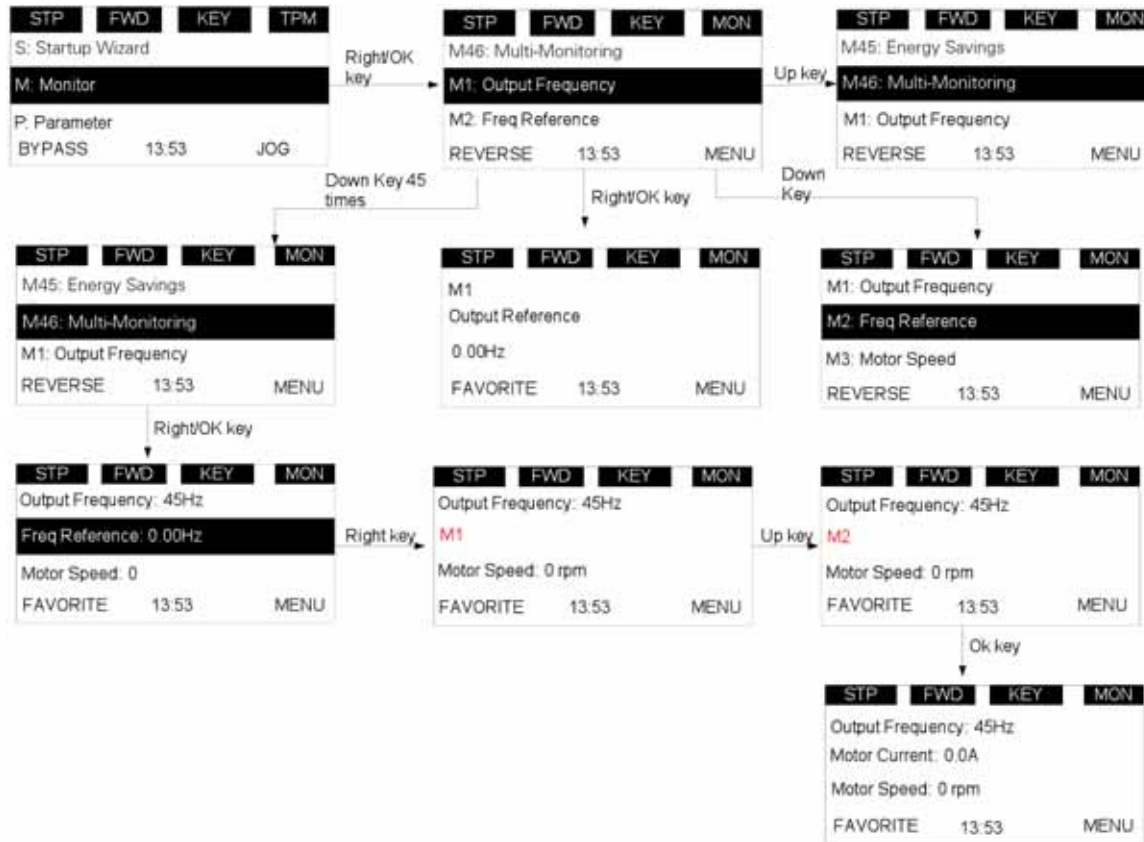 STP FWD KEY TPM
S: Startup Wizard
M: Monitor
P: Parameter
BYPASS 13:53 JOG
Right/OK
key
STP FWD KEY MON
M46: Multi-Monitoring
M1: Output Frequency
M2: Freq Reference
REVERSE 13:53 MENU
Up key
STP FWD KEY MON
M45: Energy Savings
M46: Multi-Monitoring
M1: Output Frequency
REVERSE 13:53 MENU
Down Key 45
times
Right/OK key
Down
Key
STP FWD KEY MON
M45: Energy Savings
M46: Multi-Monitoring
M1: Output Frequency
REVERSE 13:53 MENU
STP FWD KEY MON
M1
Output Reference
0.00Hz
FAVORITE 13:53 MENU
STP FWD KEY MON
M1: Output Frequency
M2: Freq Reference
M3: Motor Speed
REVERSE 13:53 MENU
Right/OK key
STP FWD KEY MON
Output Frequency: 45Hz
Freq Reference: 0.00Hz
Motor Speed: 0
FAVORITE 13:53 MENU
Right key
STP FWD KEY MON
Output Frequency: 45Hz
M1
Motor Speed: 0 rpm
FAVORITE 13:53 MENU
Up key
STP FWD KEY MON
Output Frequency: 45Hz
M2
Motor Speed: 0 rpm
FAVORITE 13:53 MENU
Ok key
STP FWD KEY MON
Output Frequency: 45Hz
Motor Current: 0.0A
Motor Speed: 0 rpm
FAVORITE 13:53 MENU